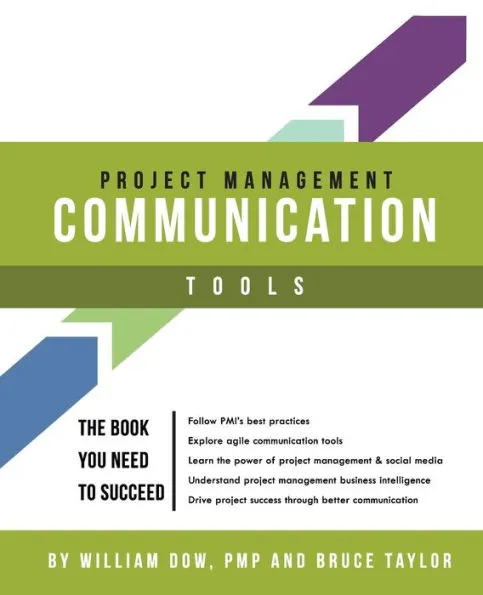 PROJECT MANAGEMENT
COMMUNICATION
TOOLS
THE BOOK
YOU NEED
TO SUCCEED
Follow PMI's best practices
Explore agile communication tools
Learn the power of project management & social media
Understand project management business intelligence
Drive project success through better communication
BY WILLIAM DOW, PMP AND BRUCE TAYLOR